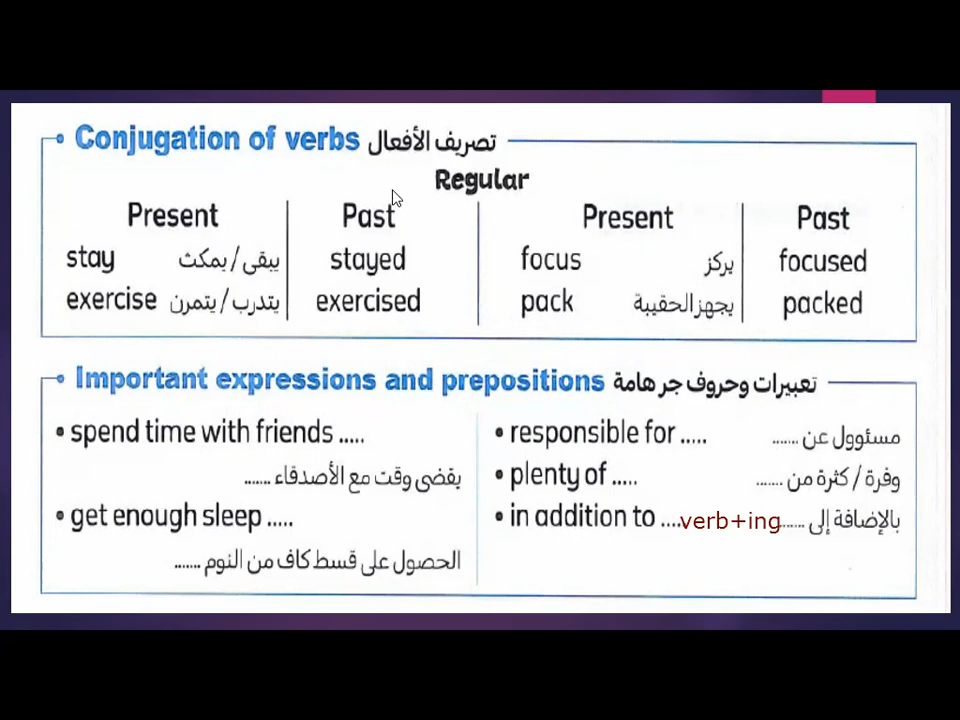 • Conjugation of verbs تصريف الأفعال
Regular
Present Past Present Past
stay يبقى / يمكث stayed focus يركز focused
exercise يتدرب / يتمرن exercised pack يجهز الحقيبة packed
• Important expressions and prepositions تعبيرات وحروف جر هامة
• spend time with friends .....
يقضى وقت مع الأصدقاء .......
• get enough sleep .....
الحصول على قسط كاف من النوم .......
• responsible for ..... مسئوول عن .......
• plenty of ..... وفرة / كثرة من .......
• in addition to ....verb+ing بالإضافة إلى .......